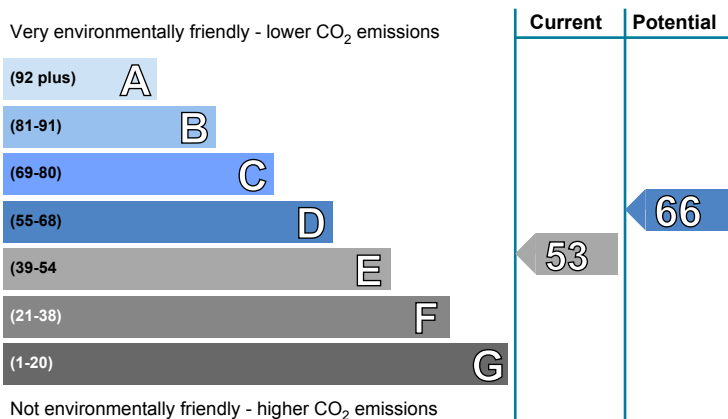 Current Potential
Very environmentally friendly - lower CO2 emissions
(92 plus) A
(81-91) B
(69-80) C
(55-68) D
66
(39-54 E
53
(21-38) F
(1-20) G
Not environmentally friendly - higher CO2 emissions